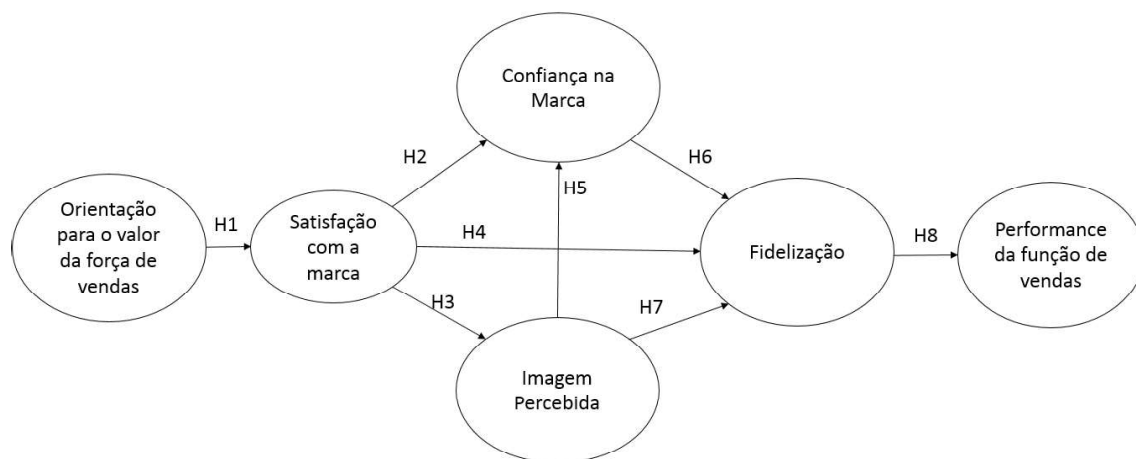 Confiança na
Marca
H2
H6
H5
Orientação
para o valor
da força de
vendas
H1
Satisfação
com a
marca
H4
Fidelização
H8
Performance
da função de
vendas
H3
H7
Imagem
Percebida